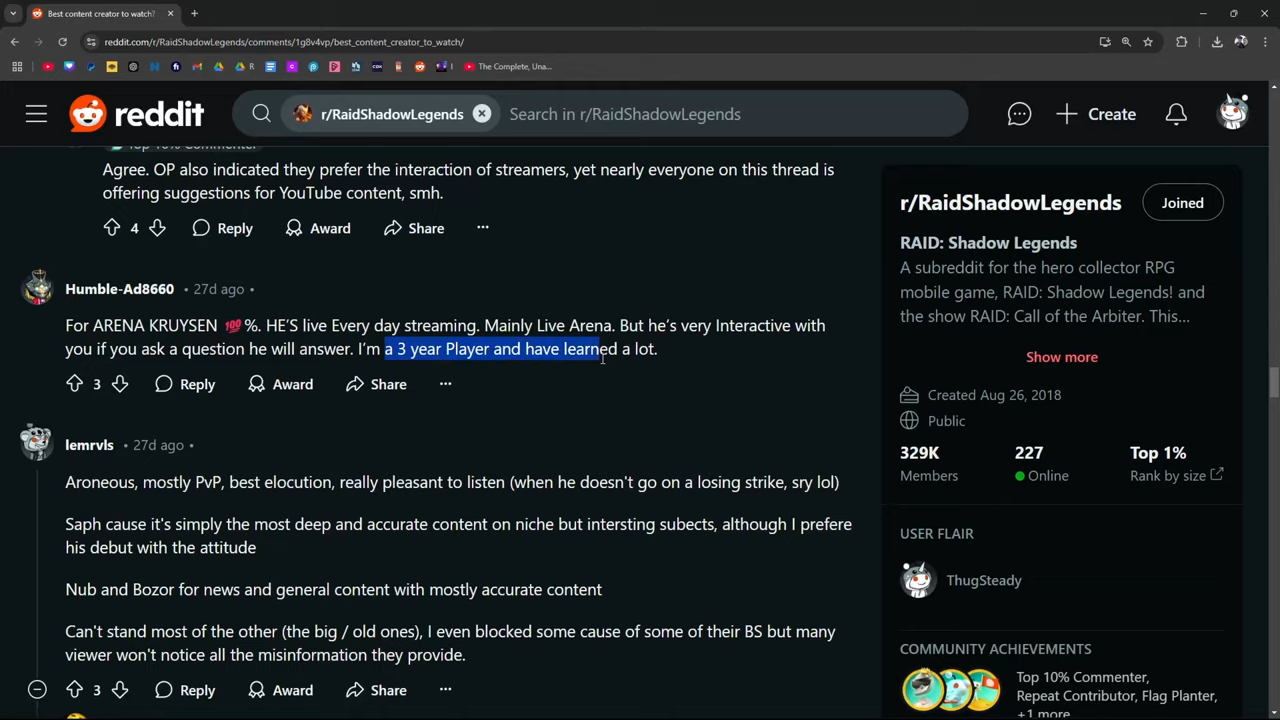 Best content creator to watch?
reddit.com/r/RaidShadowLegends/comments/1g8v4vp/best_content_creator_to_watch/
The Complete, Una...
reddit
r/RaidShadowLegends
Search in r/RaidShadowLegends
Create
Top 10% Commenter
Agree. OP also indicated they prefer the interaction of streamers, yet nearly everyone on this thread is
offering suggestions for YouTube content, smh.
4 Reply Award Share
Humble-Ad8660 • 27d ago •
For ARENA KRUYSEN 💯%. HE’S live Every day streaming. Mainly Live Arena. But he’s very Interactive with
you if you ask a question he will answer. I’m a 3 year Player and have learned a lot.
3 Reply Award Share
lemrvls • 27d ago •
Aroneous, mostly PvP, best elocution, really pleasant to listen (when he doesn't go on a losing strike, sry lol)
Saph cause it's simply the most deep and accurate content on niche but intersting subects, although I prefere
his debut with the attitude
Nub and Bozor for news and general content with mostly accurate content
Can't stand most of the other (the big / old ones), I even blocked some cause of some of their BS but many
viewer won't notice all the misinformation they provide.
3 Reply Award Share
r/RaidShadowLegends
Joined
RAID: Shadow Legends
A subreddit for the hero collector RPG
mobile game, RAID: Shadow Legends! and
the show RAID: Call of the Arbiter. This...
Show more
Created Aug 26, 2018
Public
329K 227 Top 1%
Members Online Rank by size
USER FLAIR
ThugSteady
COMMUNITY ACHIEVEMENTS
Top 10% Commenter,
Repeat Contributor, Flag Planter,
+1 more